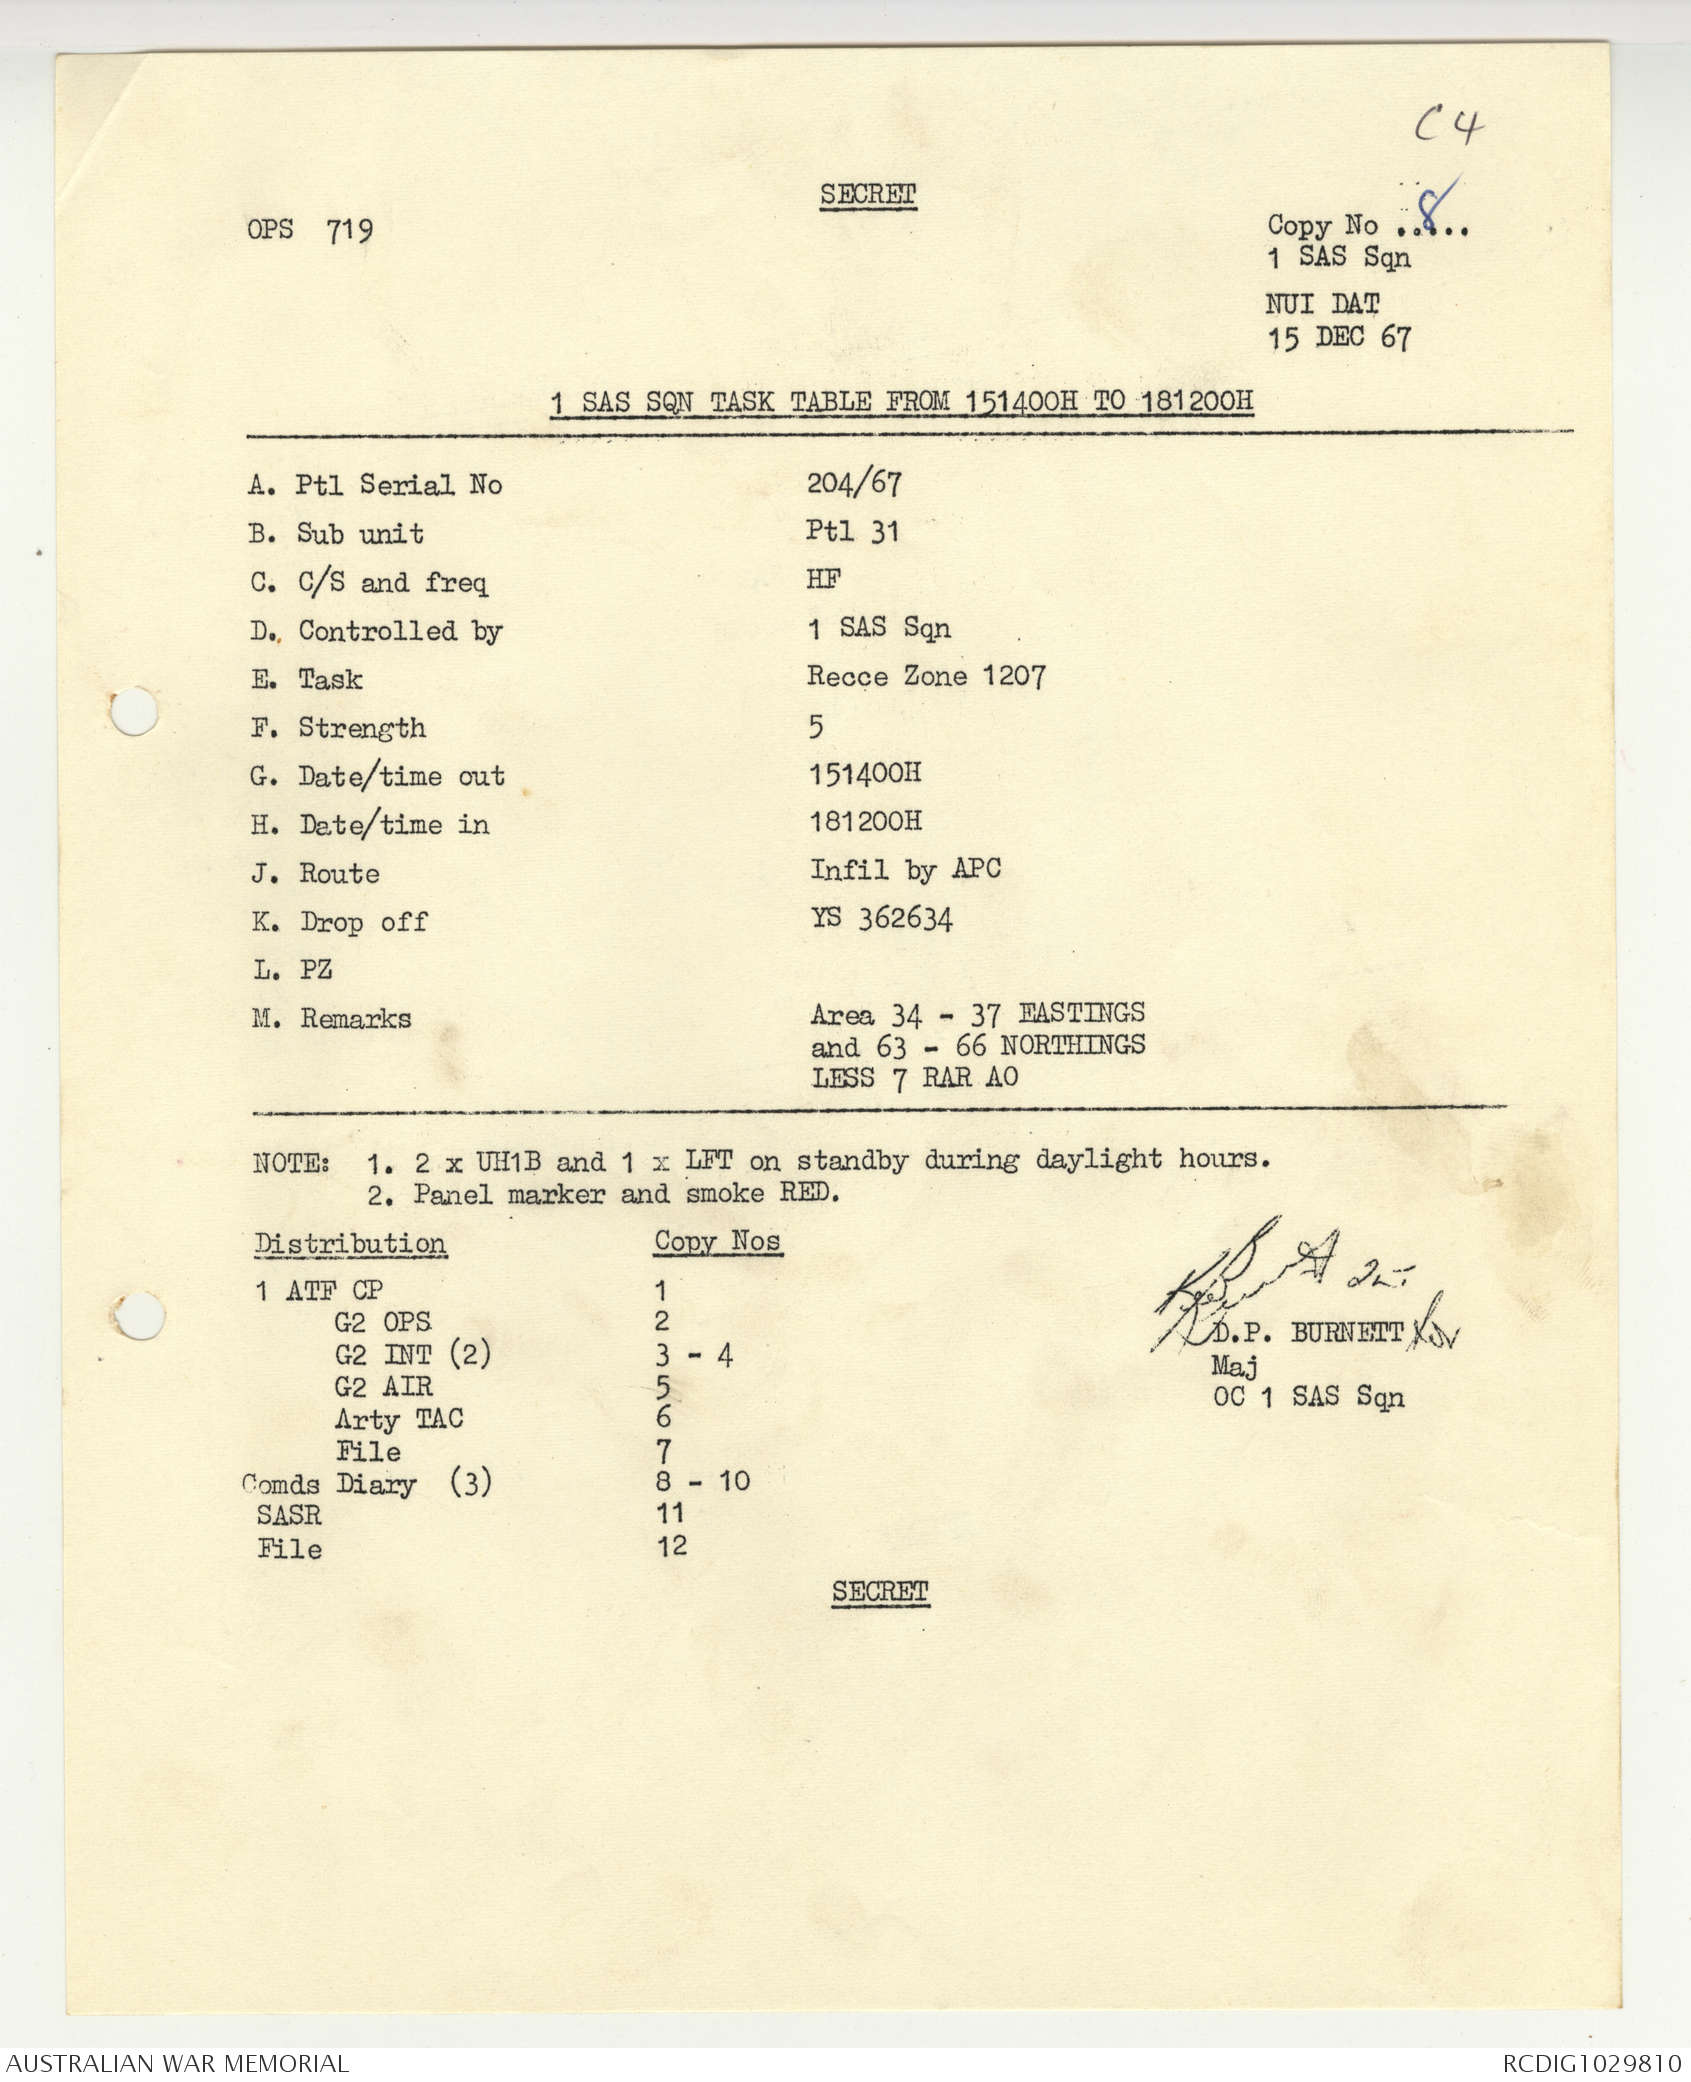 C 4
SECRET
OPS 719
Copy No ..8..
1 SAS Sqn
NUI DAT
15 DEC 67
1 SAS SQN TASK TABLE FROM 151400H TO 181200H
A. Ptl Serial No 204/67
B. Sub unit Ptl 31
C. C/S and freq HF
D. Controlled by 1 SAS Sqn
E. Task Recce Zone 1207
F. Strength 5
G. Date/time out 151400H
H. Date/time in 181200H
J. Route Infil by APC
K. Drop off YS 362634
L. PZ
M. Remarks Area 34 - 37 EASTINGS
and 63 - 66 NORTHINGS
LESS 7 RAR AO
NOTE: 1. 2 x UH1B and 1 x LFT on standby during daylight hours.
2. Panel marker and smoke RED.
Distribution Copy Nos
1 ATF CP 1
G2 OPS 2
G2 INT (2) 3 - 4
G2 AIR 5
Arty TAC 6
File 7
Comds Diary (3) 8 - 10
SASR 11
File 12
D.P. BURNETT
Maj
OC 1 SAS Sqn
SECRET
AUSTRALIAN WAR MEMORIAL
RCDIG1029810